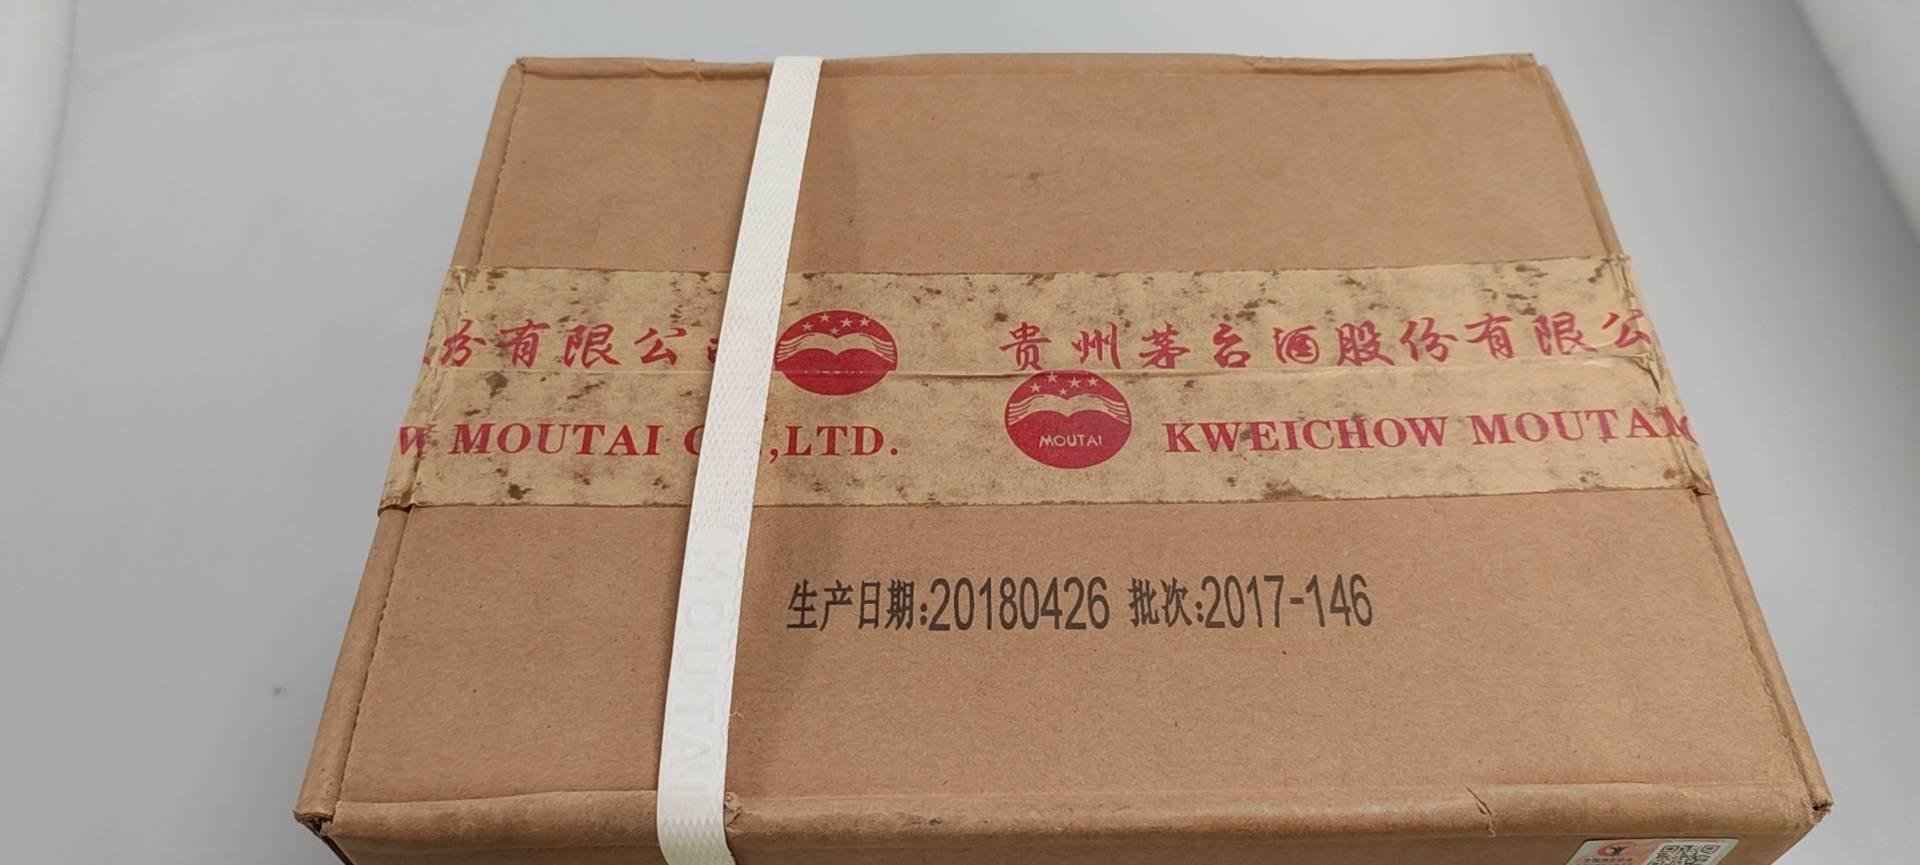 份有限公
贵州茅台酒股份有限公
W MOUTAI C ,LTD.
MOUTAI
KWEICHOW MOUTAI
生产日期:20180426 批次:2017-146
MOUTAI